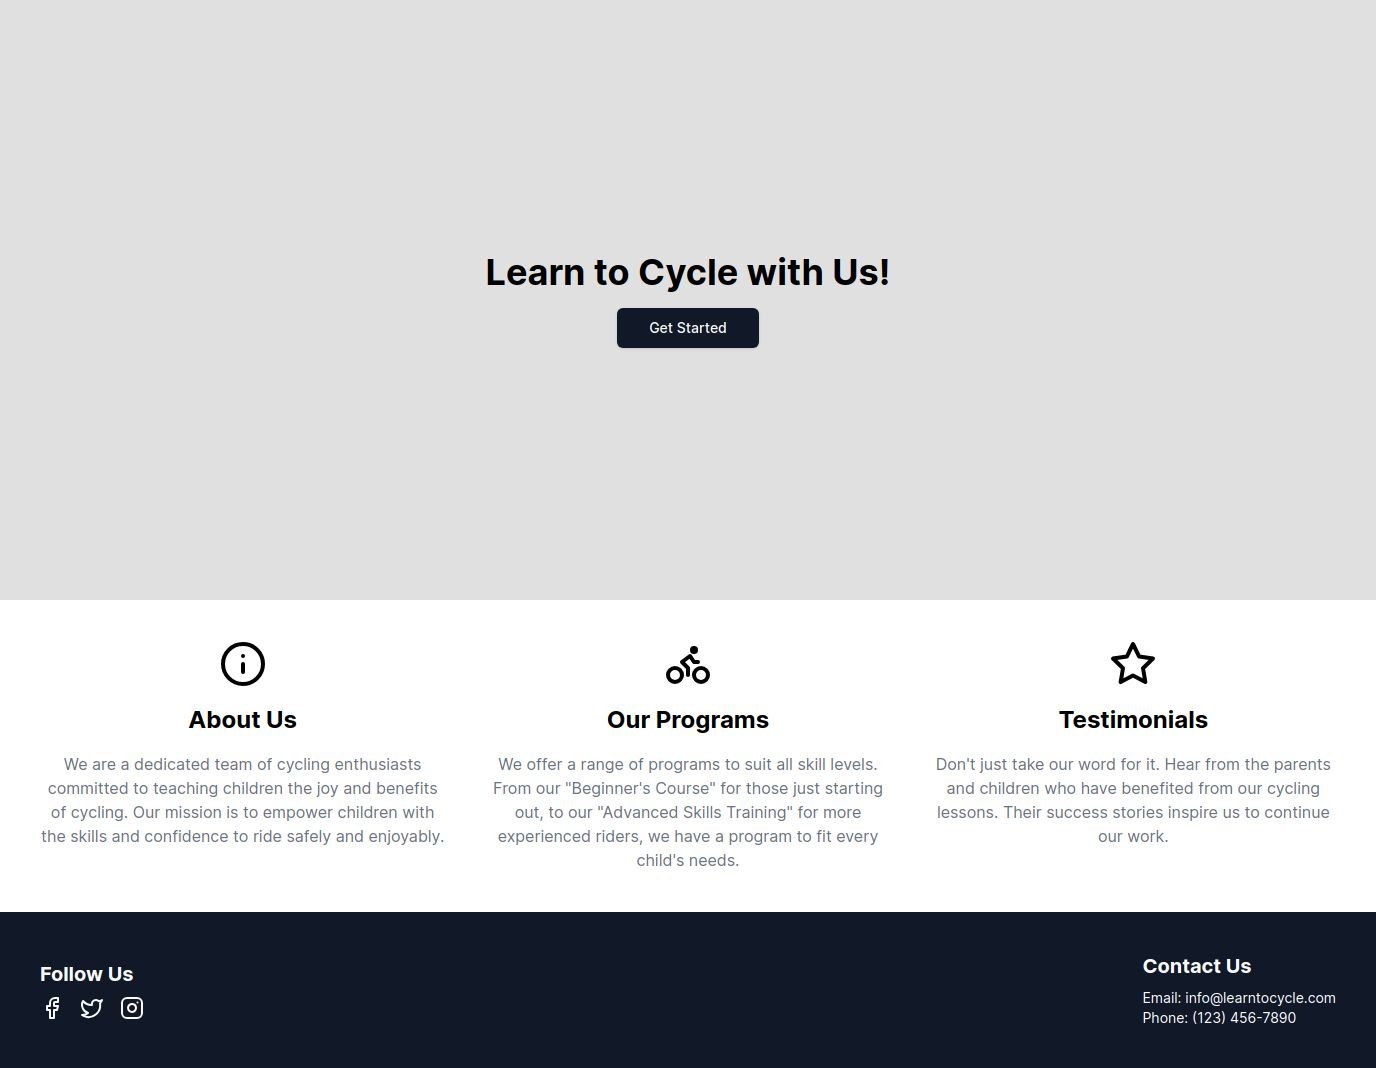 Learn to Cycle with Us!
Get Started
About Us
We are a dedicated team of cycling enthusiasts
committed to teaching children the joy and benefits
of cycling. Our mission is to empower children with
the skills and confidence to ride safely and enjoyably.
Our Programs
We offer a range of programs to suit all skill levels.
From our "Beginner's Course" for those just starting
out, to our "Advanced Skills Training" for more
experienced riders, we have a program to fit every
child's needs.
Testimonials
Don't just take our word for it. Hear from the parents
and children who have benefited from our cycling
lessons. Their success stories inspire us to continue
our work.
Follow Us
Contact Us
Email: info@learntocycle.com
Phone: (123) 456-7890